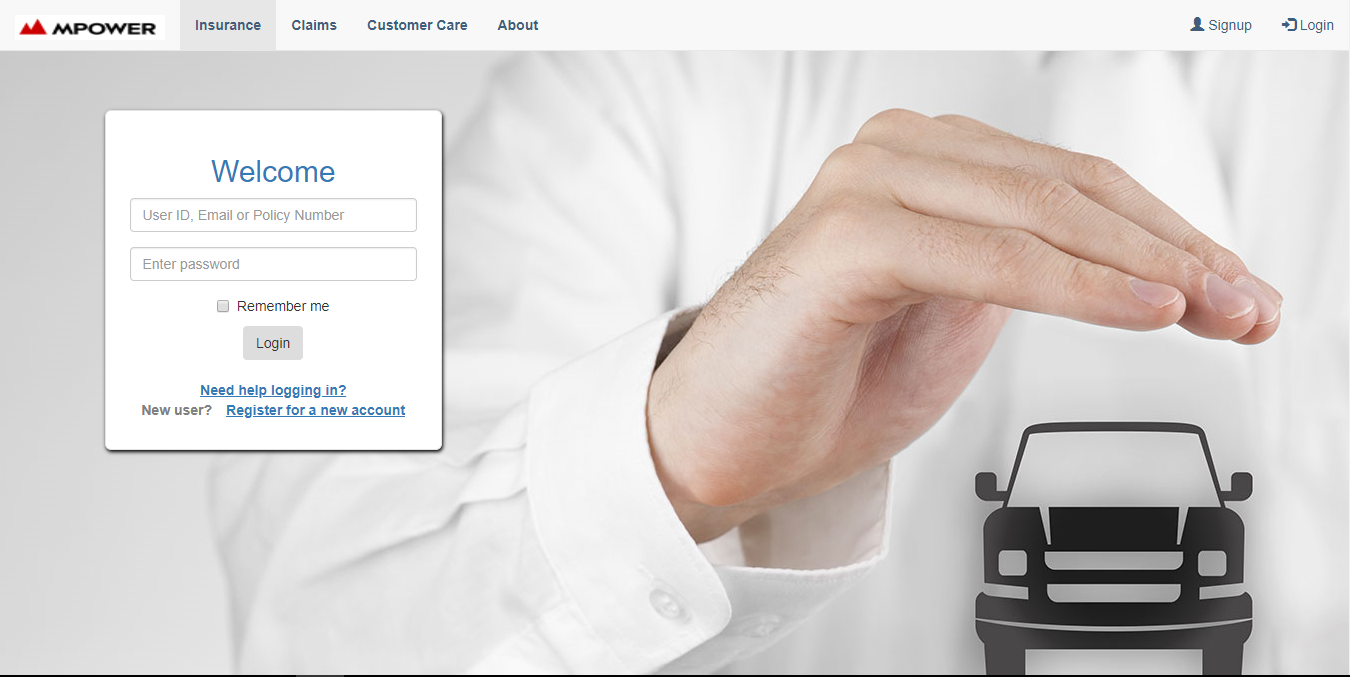 MPOWER Insurance Claims Customer Care About Signup Login
Welcome
User ID, Email or Policy Number
Enter password
Remember me
Login
Need help logging in?
New user? Register for a new account